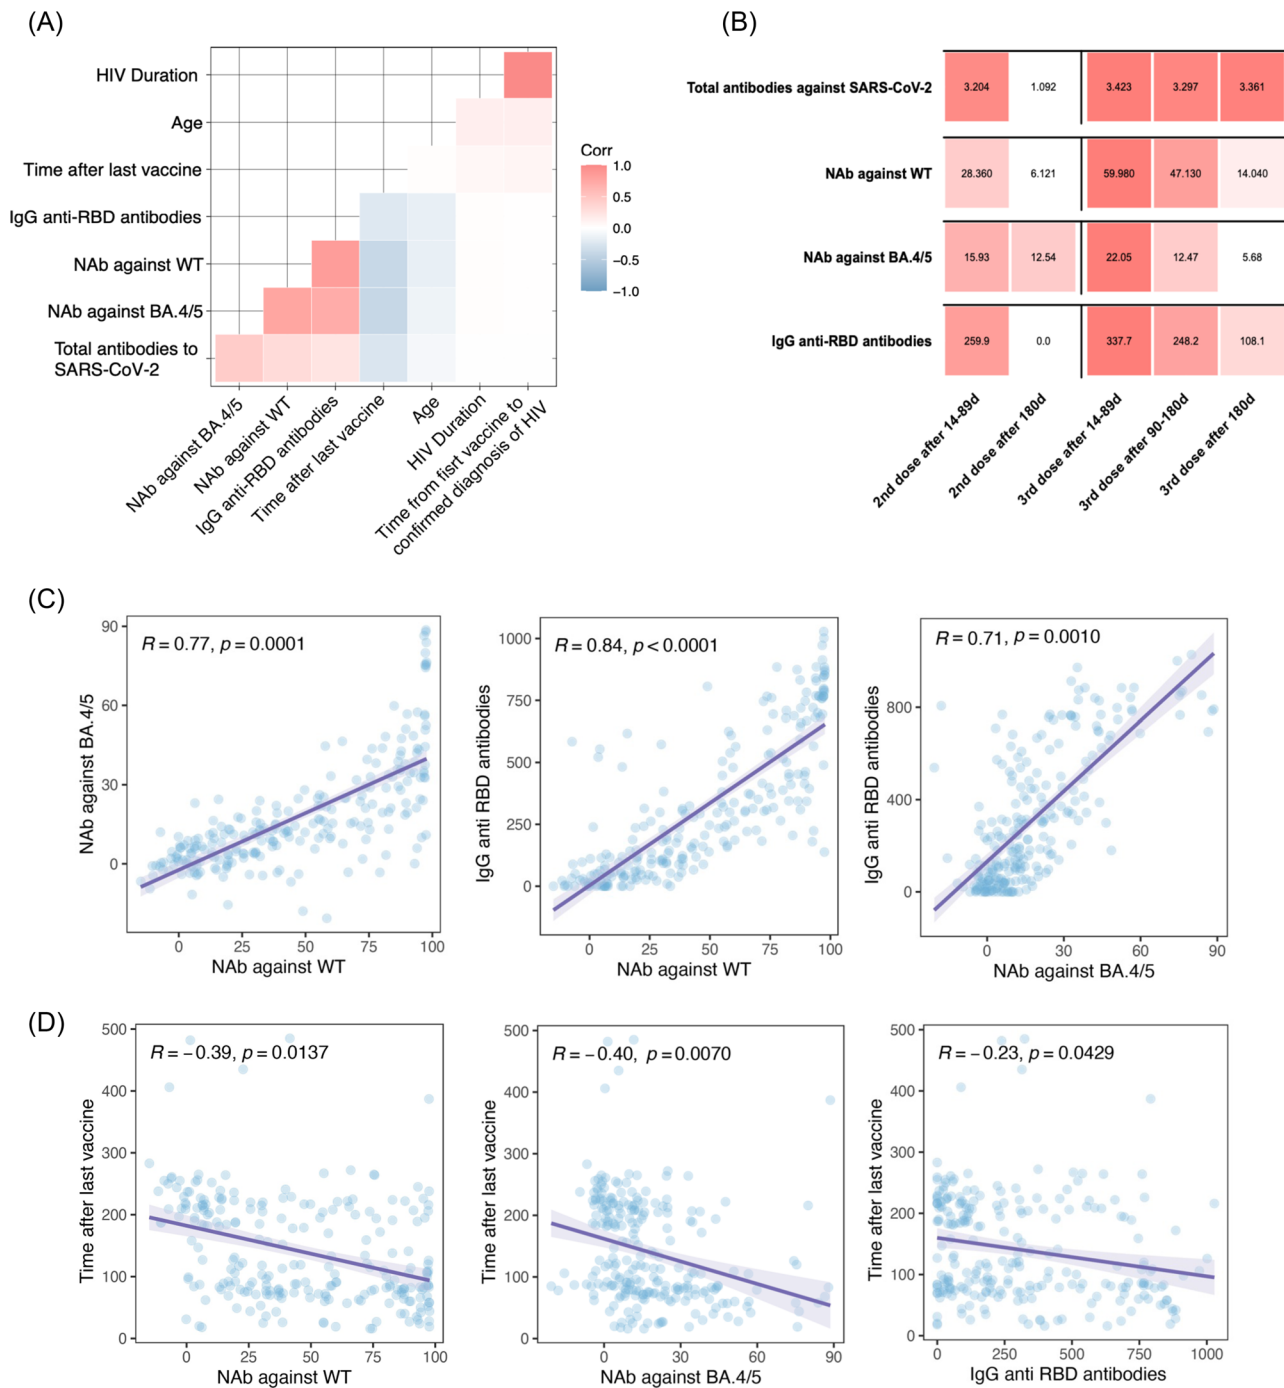 (A)
HIV Duration
Age
Time after last vaccine
IgG anti-RBD antibodies
NAb against WT
NAb against BA.4/5
Total antibodies to
SARS-CoV-2
NAb against BA.4/5
NAb against WT
IgG anti-RBD antibodies
Time after last vaccine
Age
HIV Duration
Time from fisrt vaccine to
confirmed diagnosis of HIV
Corr
1.0
0.5
0.0
−0.5
−1.0
(B)
Total antibodies against SARS-CoV-2
3.204 1.092 3.423 3.297 3.361
NAb against WT
28.360 6.121 59.980 47.130 14.040
NAb against BA.4/5
15.93 12.54 22.05 12.47 5.68
IgG anti-RBD antibodies
259.9 0.0 337.7 248.2 108.1
2nd dose after 14-89d
2nd dose after 180d
3rd dose after 14-89d
3rd dose after 90-180d
3rd dose after 180d
(C)
R = 0.77, p = 0.0001
NAb against BA.4/5
90
60
30
0
0 25 50 75 100
NAb against WT
R = 0.84, p < 0.0001
IgG anti RBD antibodies
1000
750
500
250
0
0 25 50 75 100
NAb against WT
R = 0.71, p = 0.0010
IgG anti RBD antibodies
800
400
0
0 30 60 90
NAb against BA.4/5
(D)
R = −0.39, p = 0.0137
Time after last vaccine
500
400
300
200
100
0
0 25 50 75 100
NAb against WT
R = −0.40, p = 0.0070
Time after last vaccine
500
400
300
200
100
0
0 30 60 90
NAb against BA.4/5
R = −0.23, p = 0.0429
Time after last vaccine
500
400
300
200
100
0
0 250 500 750 1000
IgG anti RBD antibodies